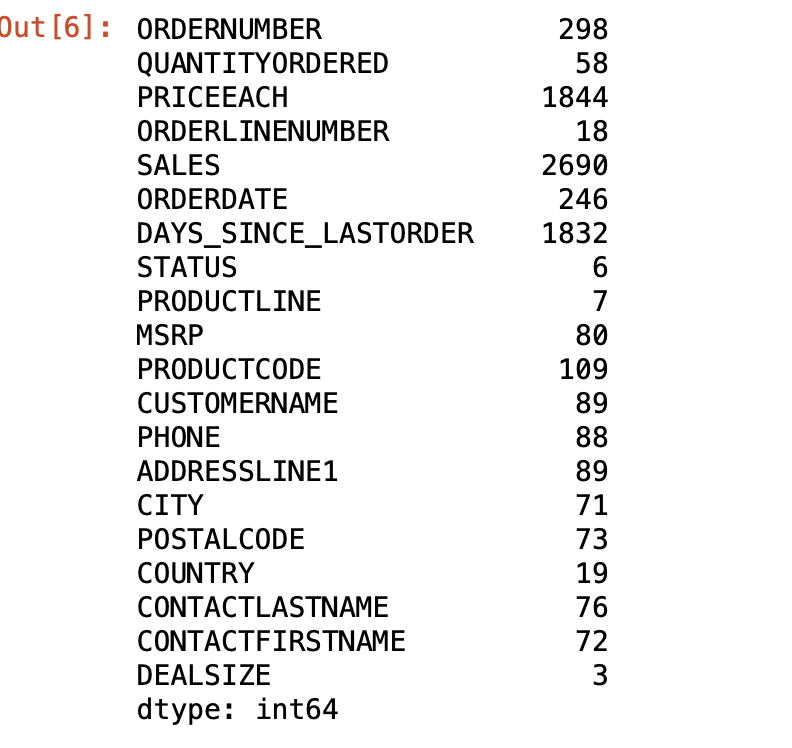 Out[6]: ORDERNUMBER 298
QUANTITYORDERED 58
PRICEEACH 1844
ORDERLINENUMBER 18
SALES 2690
ORDERDATE 246
DAYS_SINCE_LASTORDER 1832
STATUS 6
PRODUCTLINE 7
MSRP 80
PRODUCTCODE 109
CUSTOMERNAME 89
PHONE 88
ADDRESSLINE1 89
CITY 71
POSTALCODE 73
COUNTRY 19
CONTACTLASTNAME 76
CONTACTFIRSTNAME 72
DEALSIZE 3
dtype: int64